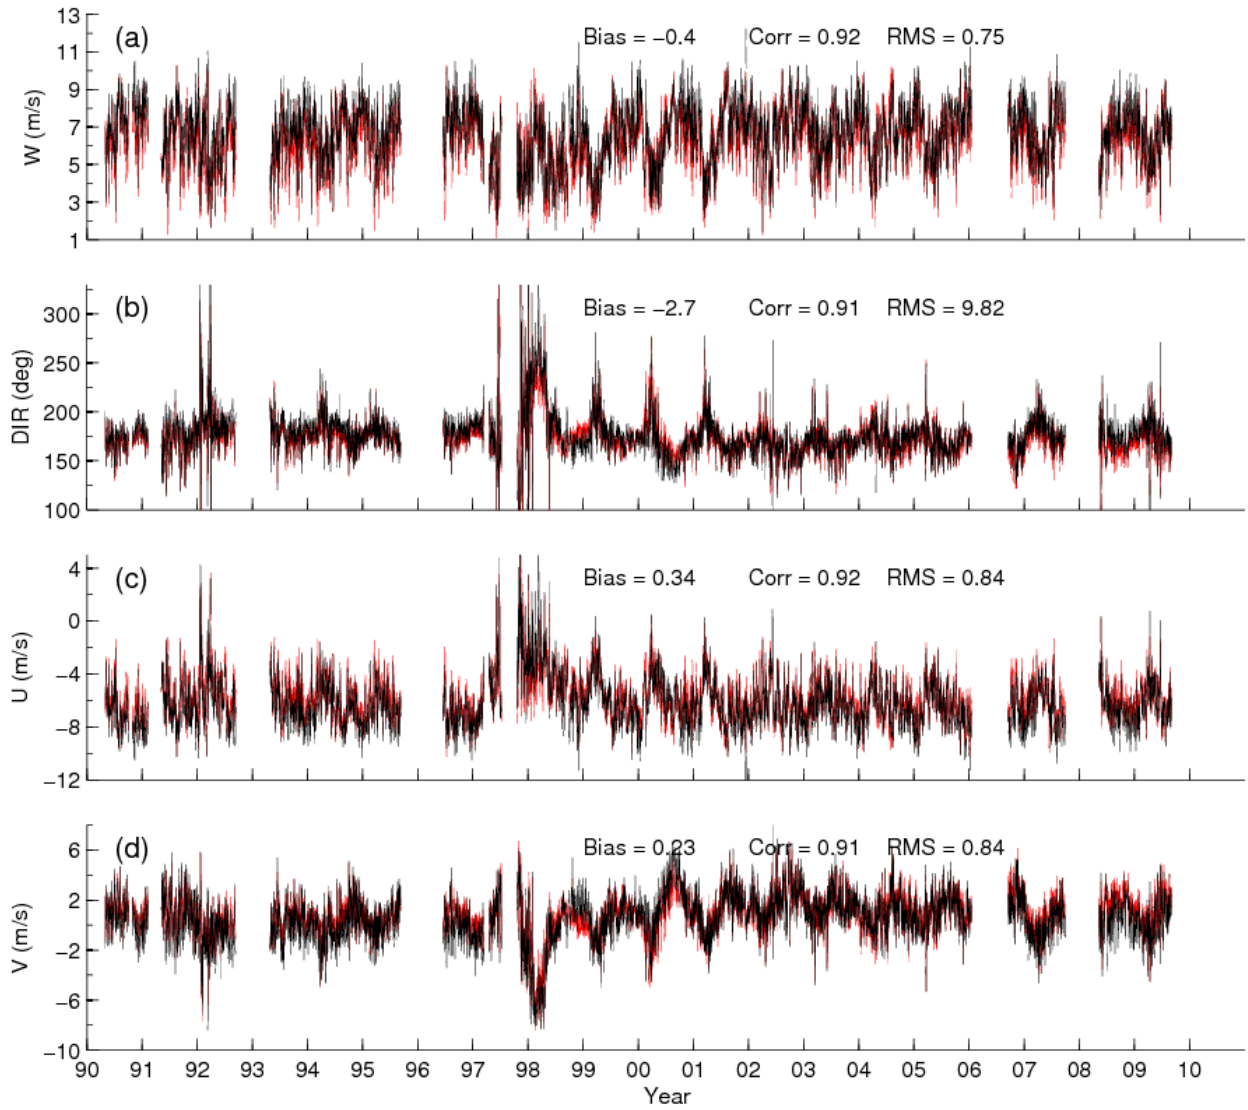 13
(a)
Bias = −0.4 Corr = 0.92 RMS = 0.75
11
9
7
5
3
1
W (m/s)
300
(b)
Bias = −2.7 Corr = 0.91 RMS = 9.82
250
200
150
100
DIR (deg)
4
(c)
Bias = 0.34 Corr = 0.92 RMS = 0.84
0
−4
−8
−12
U (m/s)
6
(d)
Bias = 0.23 Corr = 0.91 RMS = 0.84
2
−2
−6
−10
V (m/s)
90 91 92 93 94 95 96 97 98 99 00 01 02 03 04 05 06 07 08 09 10
Year